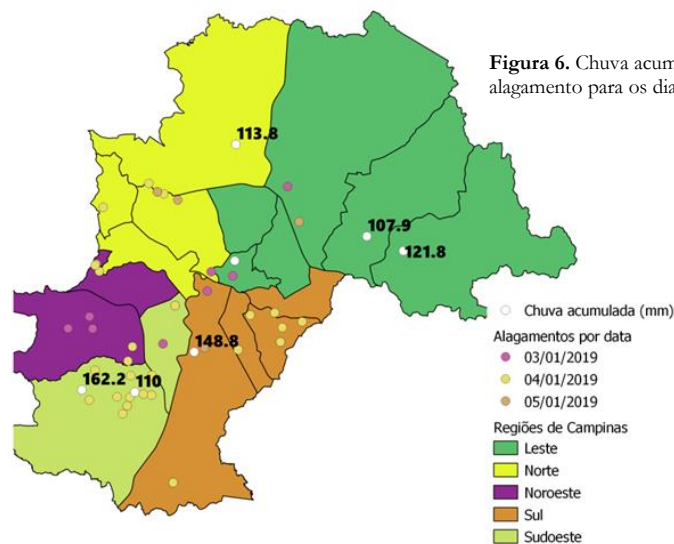 Figura 6. Chuva acum
alagamento para os dia
113.8
107.9
121.8
148.8
162.2
110
Chuva acumulada (mm)
Alagamentos por data
03/01/2019
04/01/2019
05/01/2019
Regiões de Campinas
Leste
Norte
Noroeste
Sul
Sudoeste